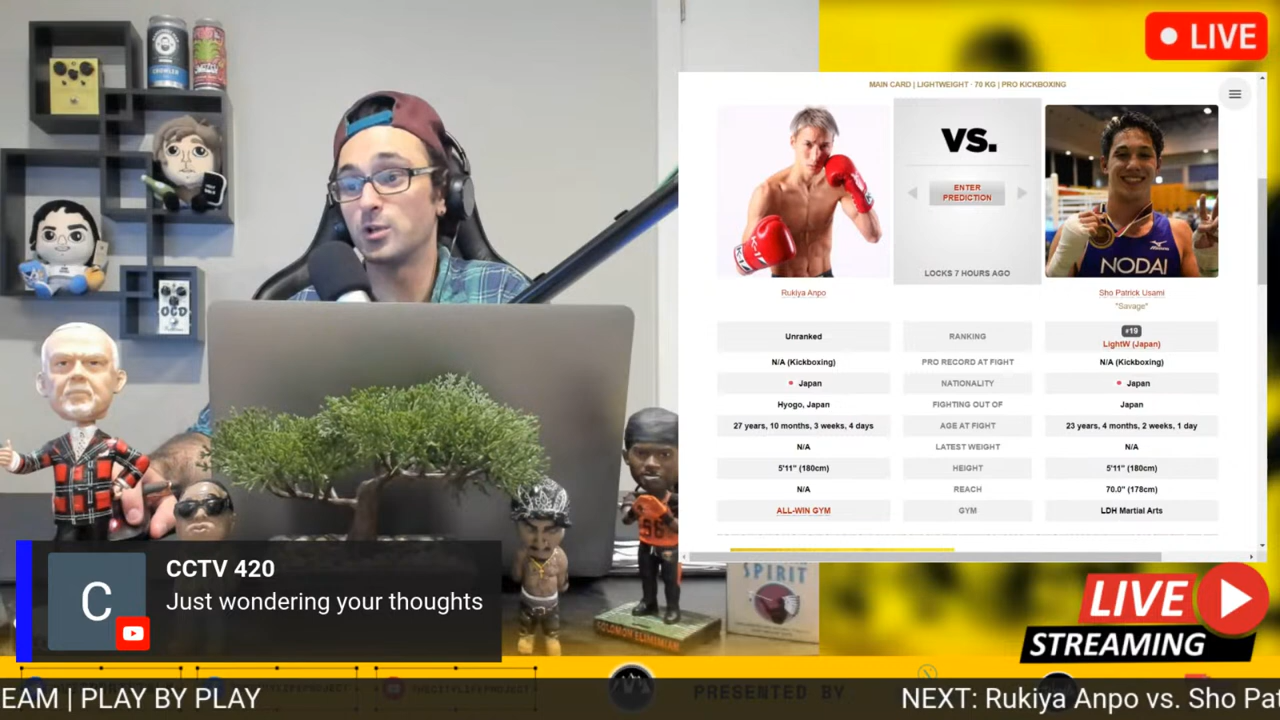 LIVE
MAIN CARD | LIGHTWEIGHT · 70 KG | PRO KICKBOXING
VS.
ENTER
PREDICTION
LOCKS 7 HOURS AGO
NODAI
Rukiya Anpo
Sho Patrick Usami
"Savage"
Unranked
RANKING
#19
LightW (Japan)
N/A (Kickboxing)
PRO RECORD AT FIGHT
N/A (Kickboxing)
Japan
NATIONALITY
Japan
Hyogo, Japan
FIGHTING OUT OF
Japan
27 years, 10 months, 3 weeks, 4 days
AGE AT FIGHT
23 years, 4 months, 2 weeks, 1 day
N/A
LATEST WEIGHT
N/A
5'11" (180cm)
HEIGHT
5'11" (180cm)
N/A
REACH
70.0" (178cm)
ALL-WIN GYM
GYM
LDH Martial Arts
OCD
SPIRIT
SOLOMON ELIMIMIAN
C
CCTV 420
Just wondering your thoughts
LIVE
STREAMING
PRESENTED BY
EAM | PLAY BY PLAY
NEXT: Rukiya Anpo vs. Sho Pat